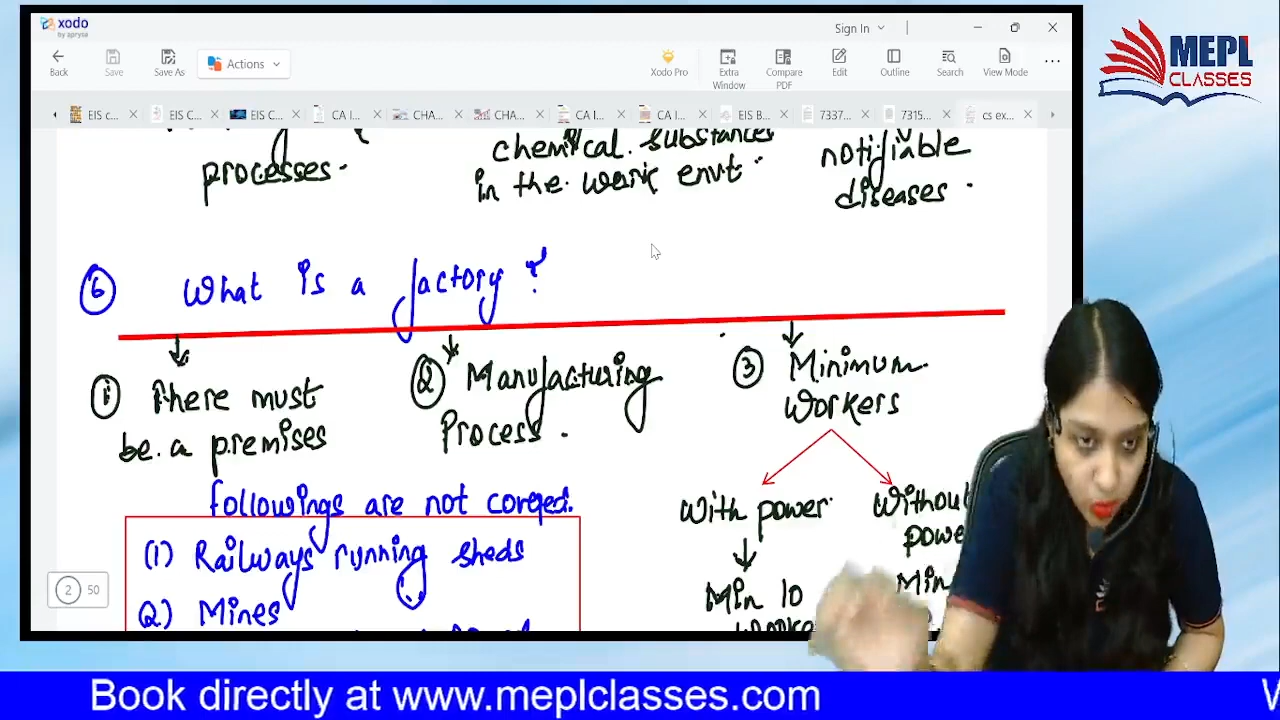 xodo
by apryse
Sign In
Back
Save
Save As
Actions
Xodo Pro
Extra Window
Compare PDF
Edit
Outline
Search
View Mode
EIS c...
EIS C...
EIS C...
CA I...
CHA...
CHA...
CA I...
CA I...
EIS B...
7337...
7315...
cs ex...
MEPL
CLASSES
processes.
chemical substances
in the work envt.
notifiable
diseases.
6 What is a factory?
1 There must
be a premises
2 Manufacturing
Process.
3 Minimum
Workers
followings are not covered.
(1) Railways running sheds
2) Mines
With power
Min 10
Without
powe
Min
2 50
Book directly at www.meplclasses.com
W